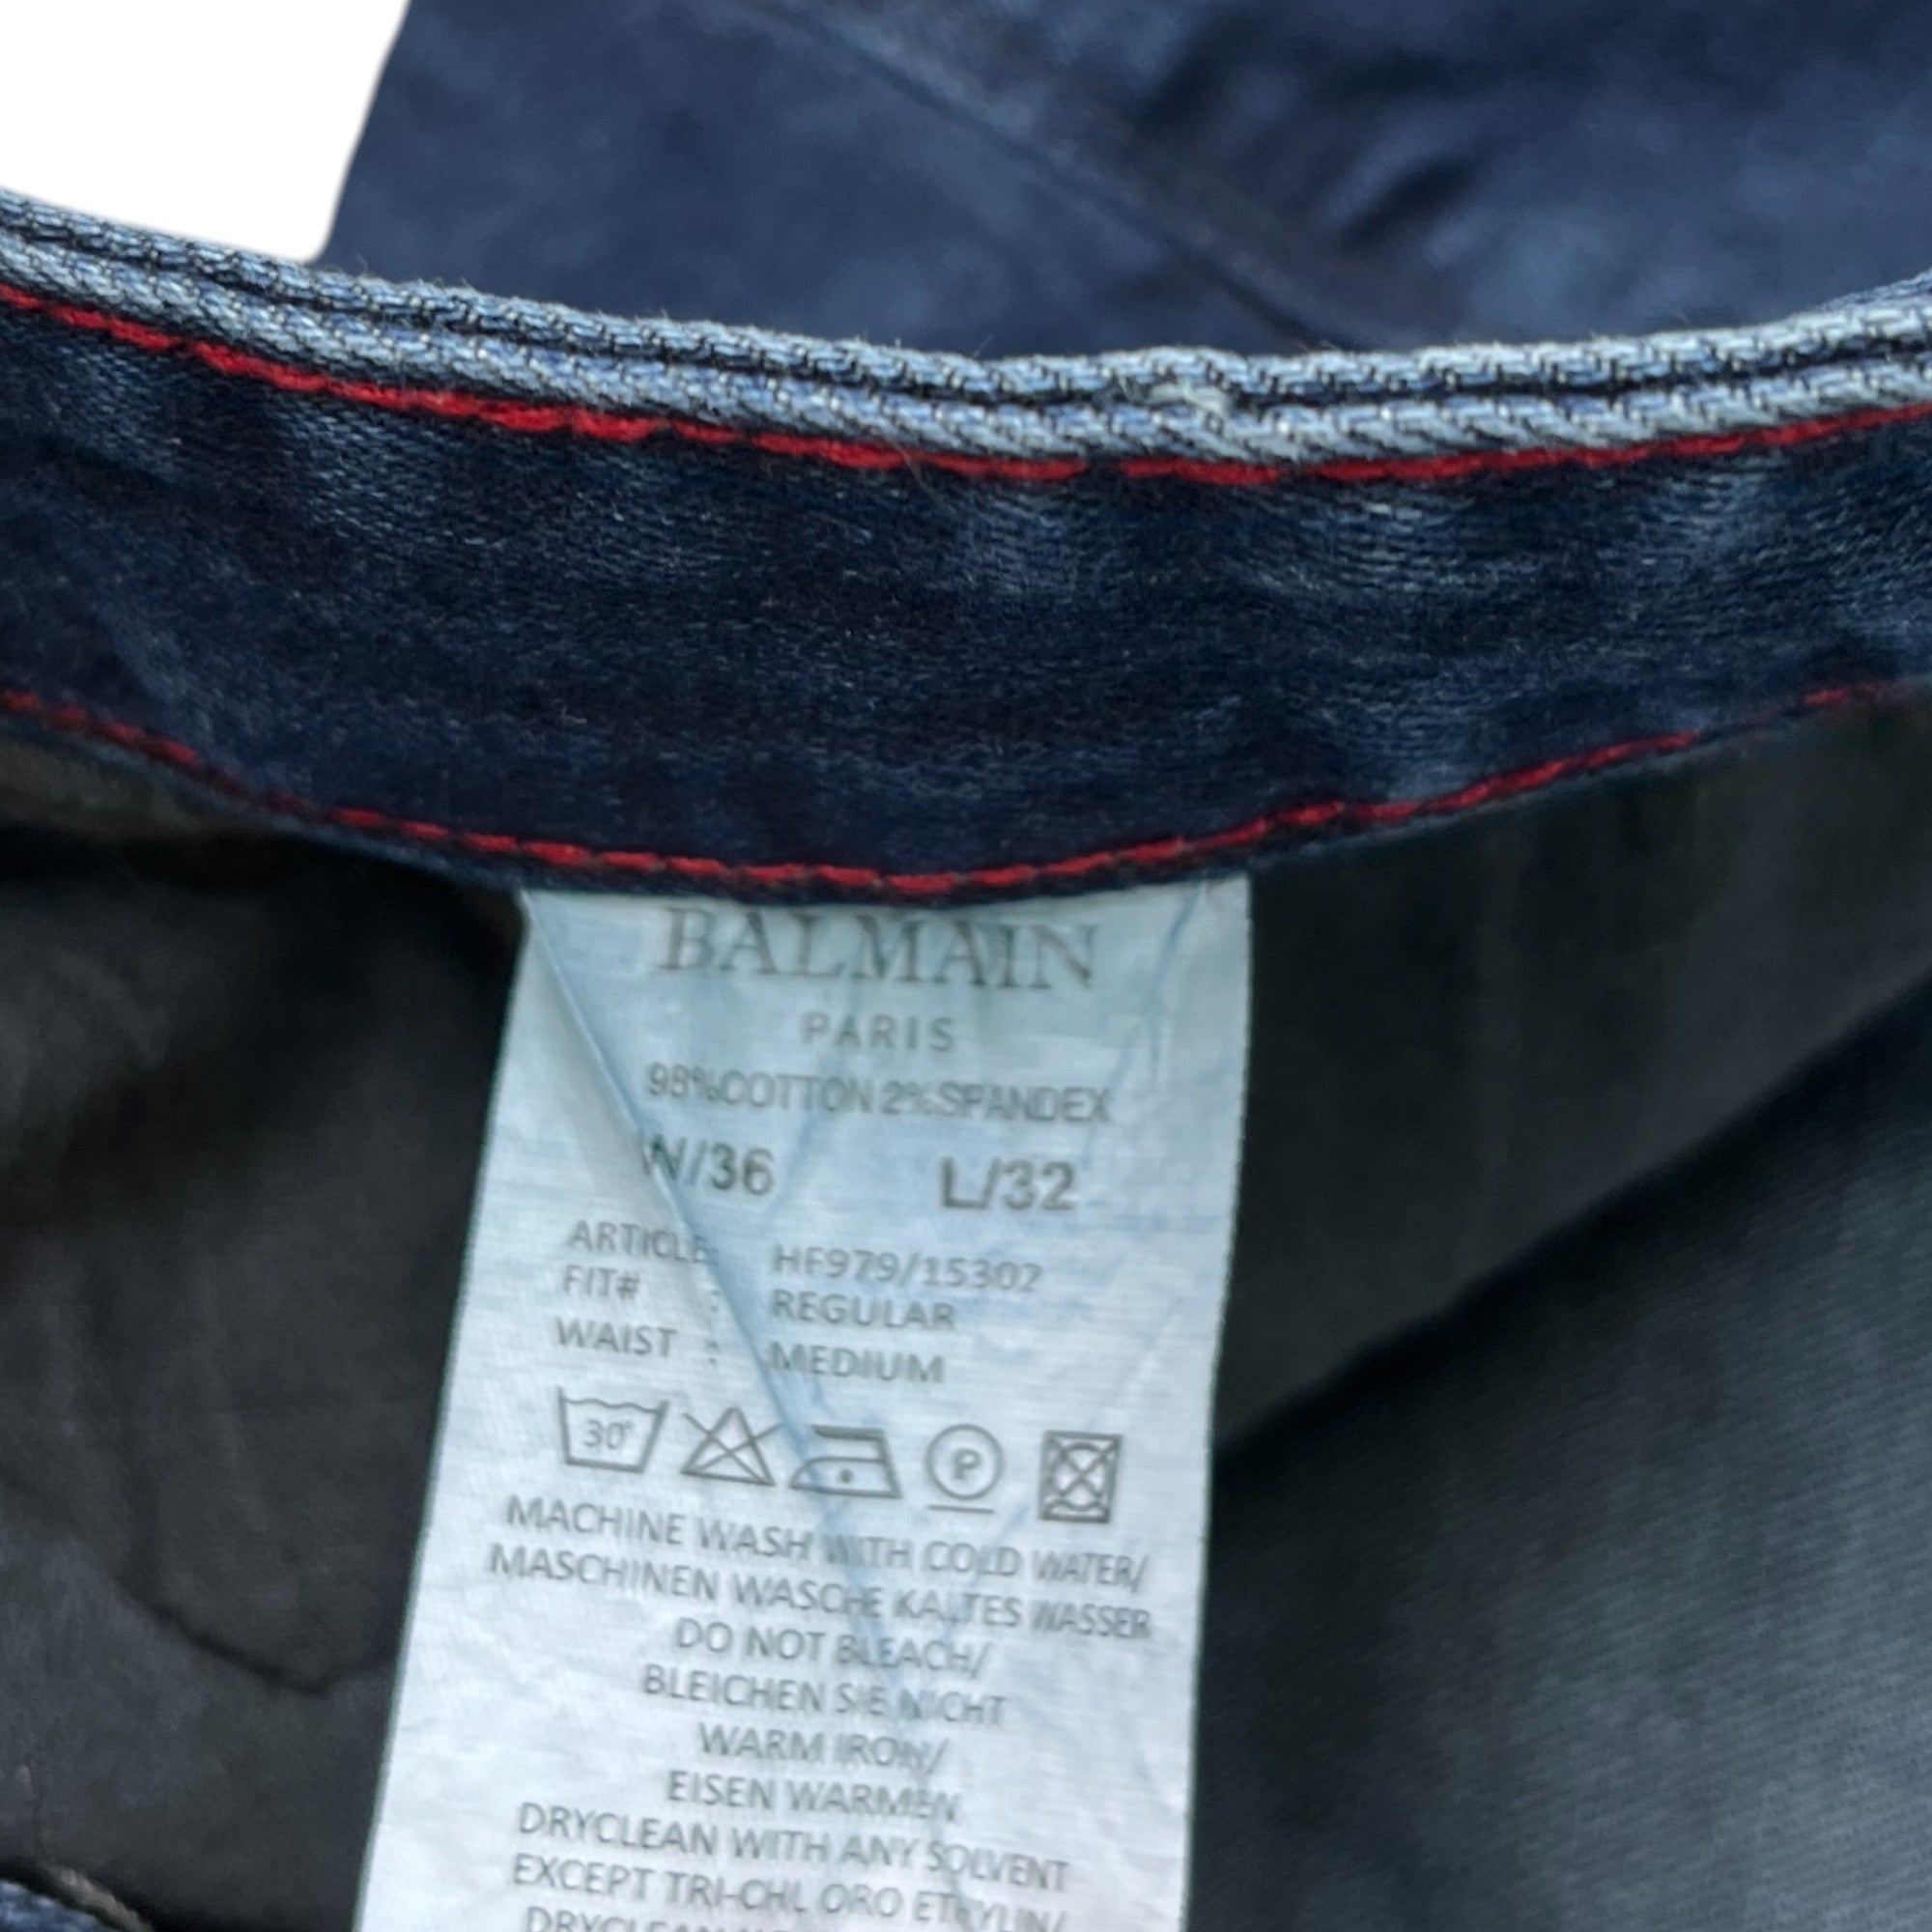 BALMAIN
PARIS
98%COTTON 2%SPANDEX
W/36 L/32
ARTICLE: HF979/15302
FIT# : REGULAR
WAIST : MEDIUM
30° P
MACHINE WASH WITH COLD WATER/
MASCHINEN WASCHE KALTES WASSER
DO NOT BLEACH/
BLEICHEN SIE NICHT
WARM IRON/
EISEN WARMEN
DRYCLEAN WITH ANY SOLVENT
EXCEPT TRI-CHL ORO ETHYLIN/
DRYCLEAN